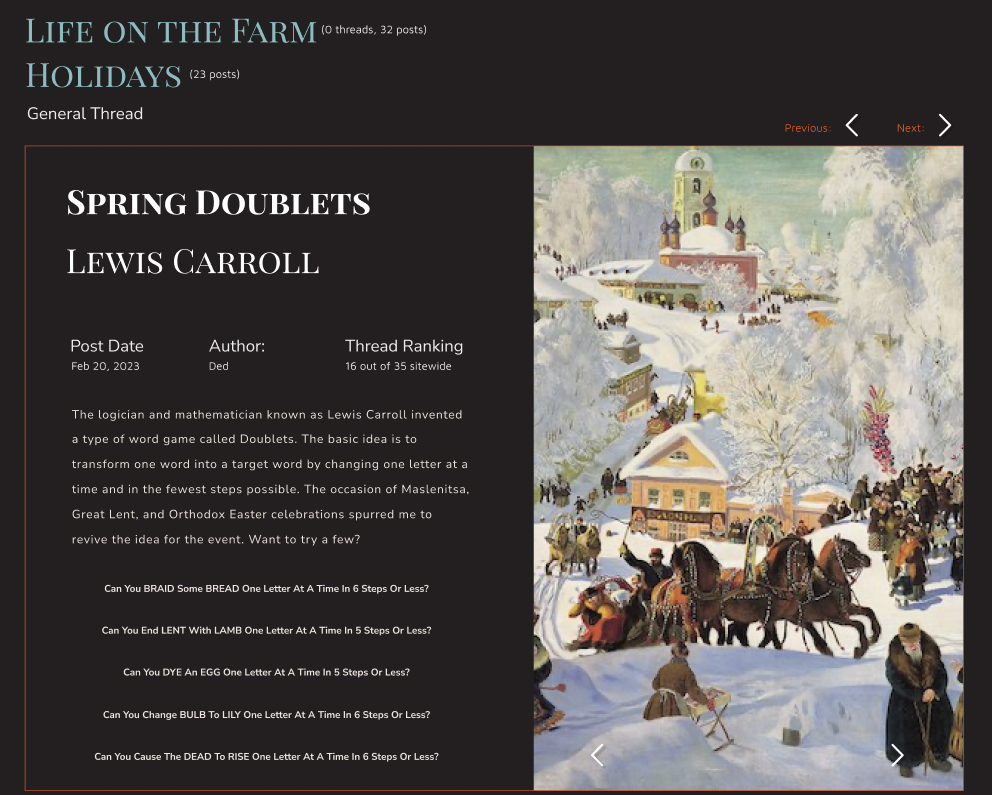 Life on the Farm (0 threads, 32 posts)
Holidays (23 posts)
General Thread
Previous: Next:
Spring Doublets
Lewis Carroll
Post Date Author: Thread Ranking
Feb 20, 2023 Ded 16 out of 35 sitewide
The logician and mathematician known as Lewis Carroll invented
a type of word game called Doublets. The basic idea is to
transform one word into a target word by changing one letter at a
time and in the fewest steps possible. The occasion of Maslenitsa,
Great Lent, and Orthodox Easter celebrations spurred me to
revive the idea for the event. Want to try a few?
Can You BRAID Some BREAD One Letter At A Time In 6 Steps Or Less?
Can You End LENT With LAMB One Letter At A Time In 5 Steps Or Less?
Can You DYE An EGG One Letter At A Time In 5 Steps Or Less?
Can You Change BULB To LILY One Letter At A Time In 6 Steps Or Less?
Can You Cause The DEAD To RISE One Letter At A Time In 6 Steps Or Less?